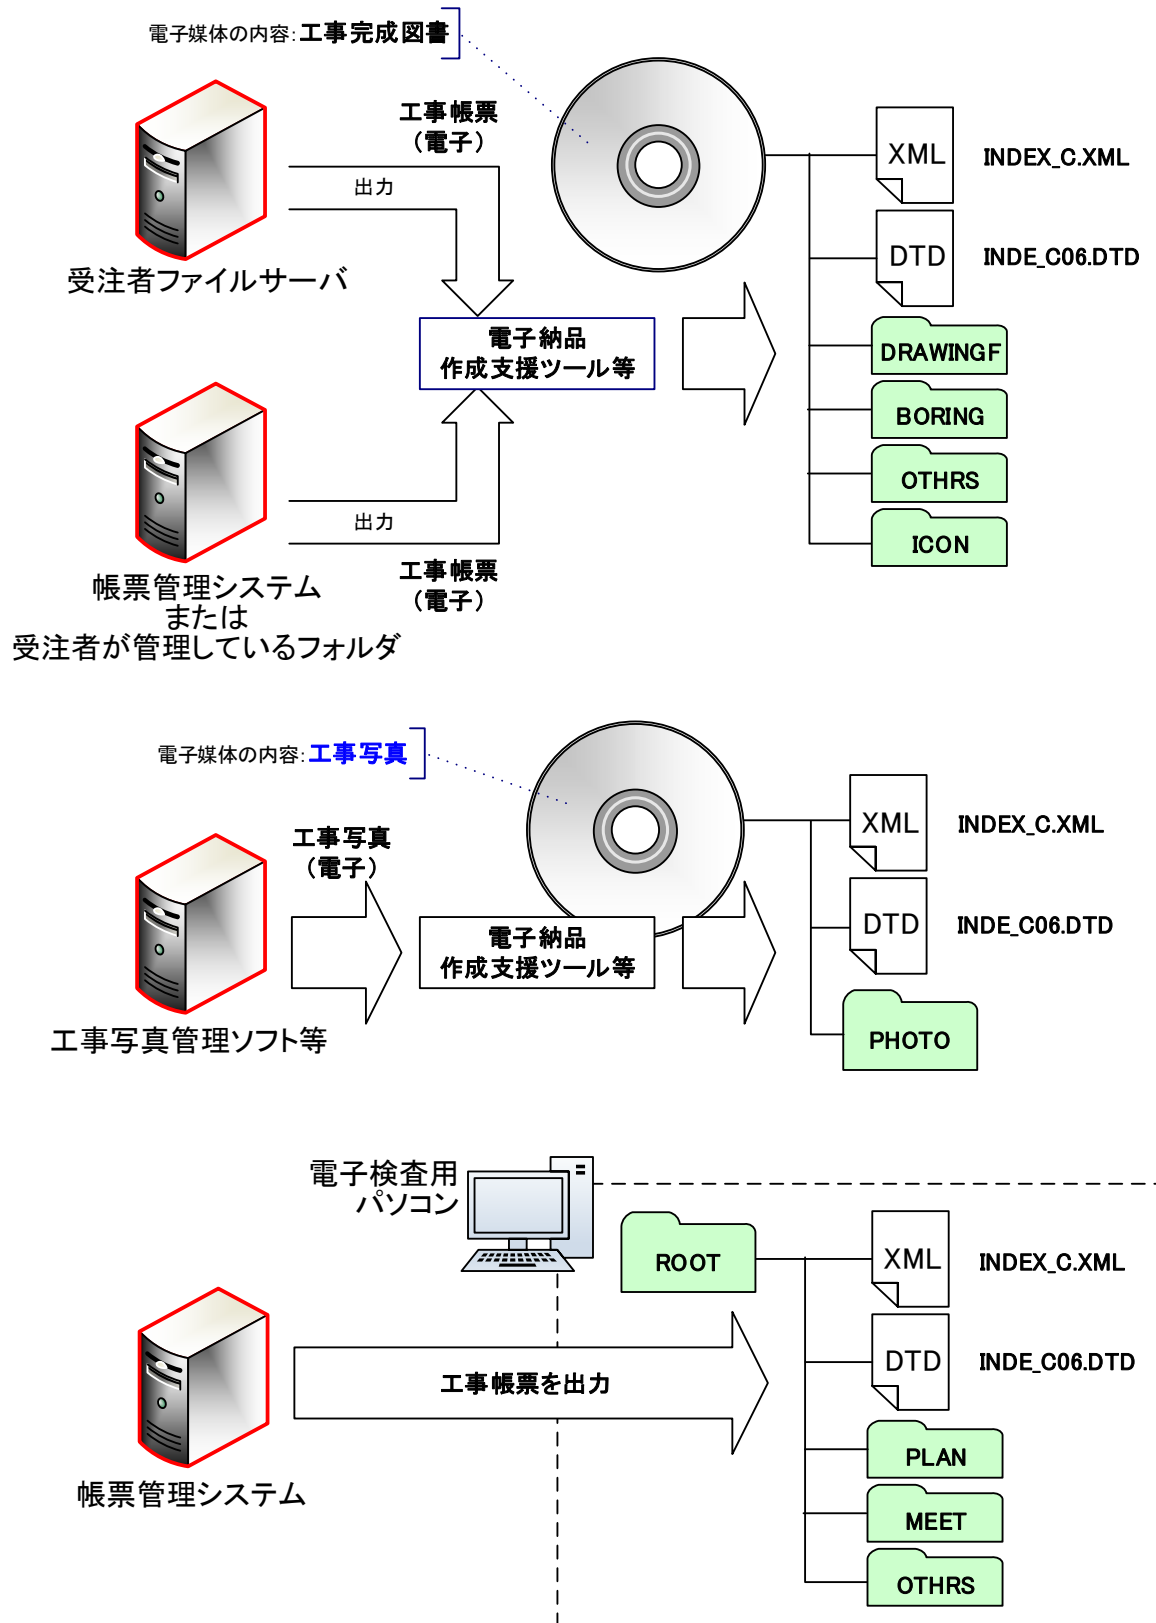 電子媒体の内容:工事完成図書
工事帳票
（電子）
出力
受注者ファイルサーバ
電子納品
作成支援ツール等
出力
工事帳票
（電子）
帳票管理システム
または
受注者が管理しているフォルダ
XML
INDEX_C.XML
DTD
INDE_C06.DTD
DRAWINGF
BORING
OTHRS
ICON
電子媒体の内容:工事写真
工事写真
（電子）
電子納品
作成支援ツール等
工事写真管理ソフト等
XML
INDEX_C.XML
DTD
INDE_C06.DTD
PHOTO
電子検査用
パソコン
ROOT
XML
INDEX_C.XML
工事帳票を出力
DTD
INDE_C06.DTD
帳票管理システム
PLAN
MEET
OTHRS